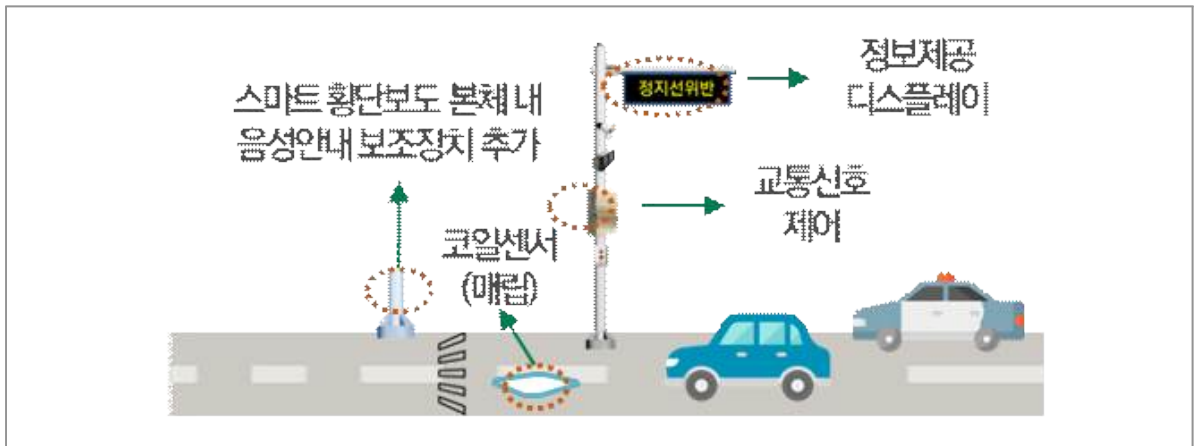 스마트 횡단보도 본체 내
음성안내 보조장치 추가
정지선위반
정보제공
디스플레이
교통신호
제어
코일센서
(매립)